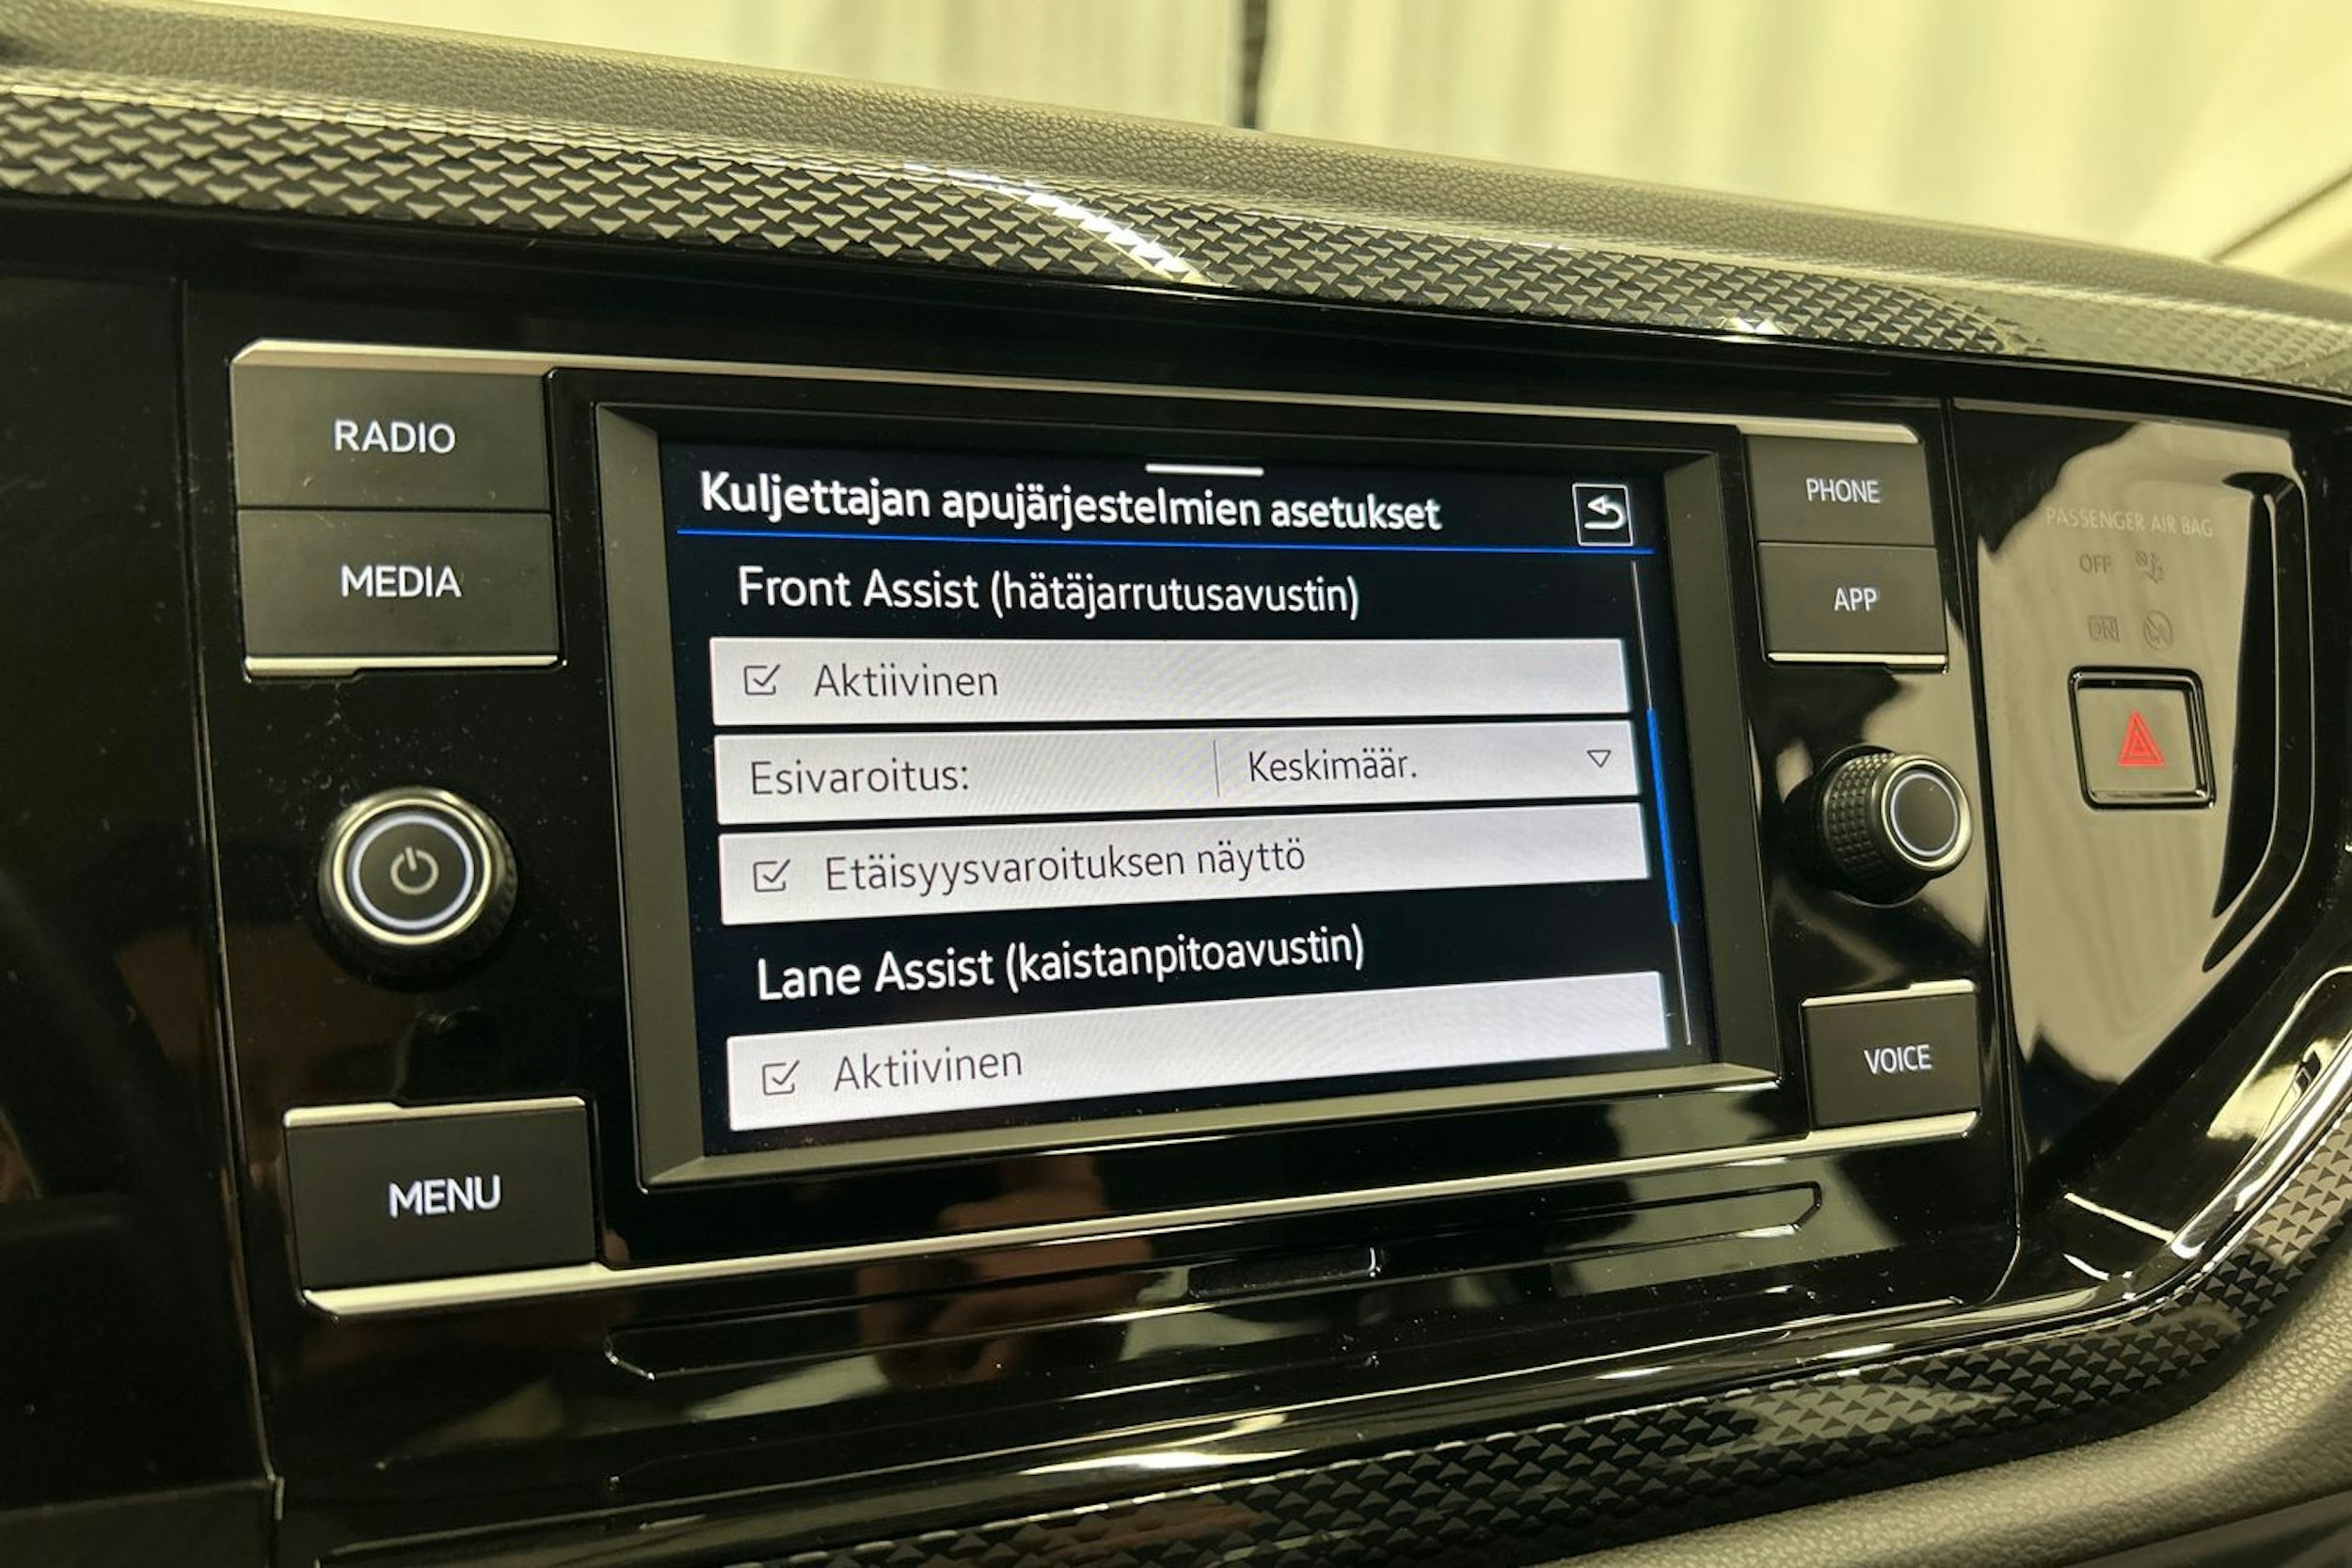 RADIO
MEDIA
MENU
Kuljettajan apujärjestelmien asetukset
Front Assist (hätäjarrutusavustin)
Aktiivinen
Esivaroitus: Keskimäär.
Etäisyysvaroituksen näyttö
Lane Assist (kaistanpitoavustin)
Aktiivinen
PHONE
APP
VOICE
PASSENGER AIR BAG
OFF
ON